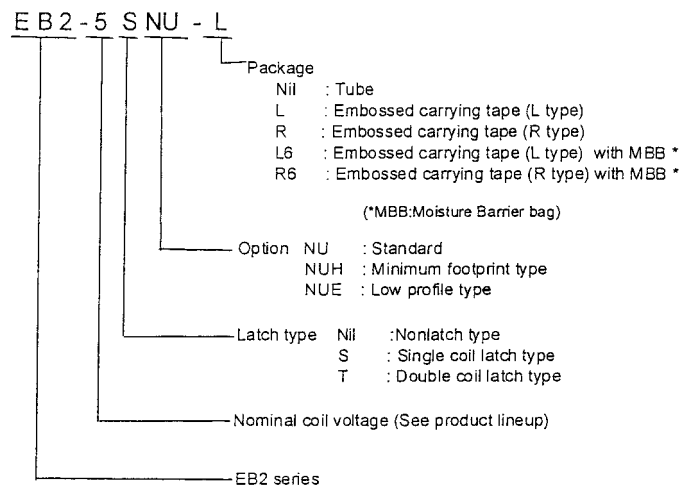 EB2-5SNU-L
Package
Nil : Tube
L : Embossed carrying tape (L type)
R : Embossed carrying tape (R type)
L6 : Embossed carrying tape (L type) with MBB *
R6 : Embossed carrying tape (R type) with MBB *
(*MBB:Moisture Barrier bag)
Option NU : Standard
NUH : Minimum footprint type
NUE : Low profile type
Latch type Nil :Nonlatch type
S : Single coil latch type
T : Double coil latch type
Nominal coil voltage (See product lineup)
EB2 series